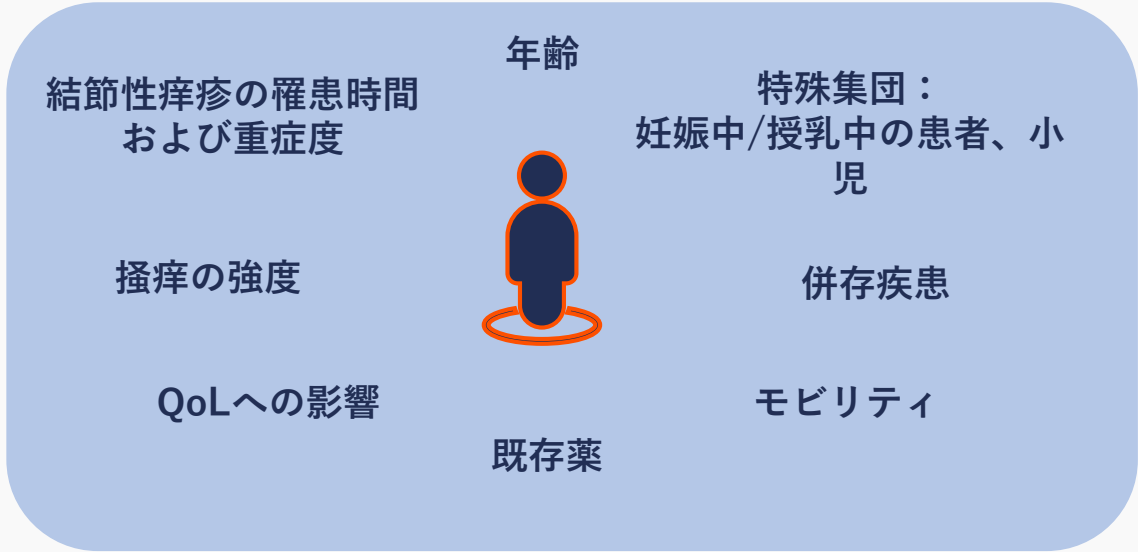 年齢
結節性痒疹の罹患時間
および重症度
特殊集団：
妊娠中/授乳中の患者、小
児
掻痒の強度
併存疾患
QoLへの影響
モビリティ
既存薬